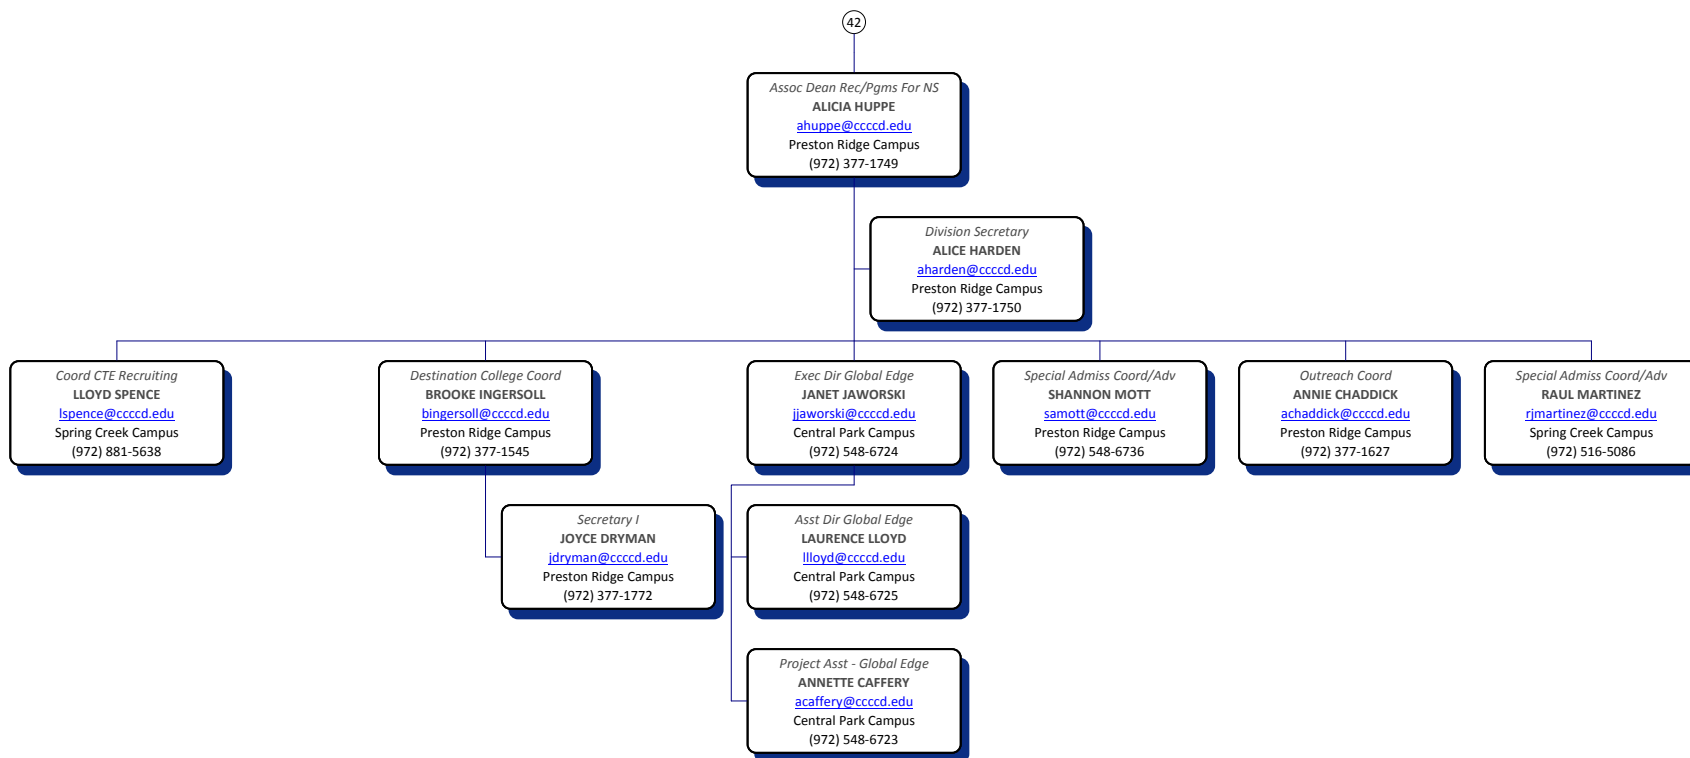 42
Assoc Dean Rec/Pgms For NS
ALICIA HUPPE
ahuppe@ccccd.edu
Preston Ridge Campus
(972) 377-1749
Division Secretary
ALICE HARDEN
aharden@ccccd.edu
Preston Ridge Campus
(972) 377-1750
Coord CTE Recruiting
LLOYD SPENCE
lspence@ccccd.edu
Spring Creek Campus
(972) 881-5638
Destination College Coord
BROOKE INGERSOLL
bingersoll@ccccd.edu
Preston Ridge Campus
(972) 377-1545
Exec Dir Global Edge
JANET JAWORSKI
jjaworski@ccccd.edu
Central Park Campus
(972) 548-6724
Special Admiss Coord/Adv
SHANNON MOTT
samott@ccccd.edu
Preston Ridge Campus
(972) 548-6736
Outreach Coord
ANNIE CHADDICK
achaddick@ccccd.edu
Preston Ridge Campus
(972) 377-1627
Special Admiss Coord/Adv
RAUL MARTINEZ
rjmartinez@ccccd.edu
Spring Creek Campus
(972) 516-5086
Secretary I
JOYCE DRYMAN
jdryman@ccccd.edu
Preston Ridge Campus
(972) 377-1772
Asst Dir Global Edge
LAURENCE LLOYD
llloyd@ccccd.edu
Central Park Campus
(972) 548-6725
Project Asst - Global Edge
ANNETTE CAFFERY
acaffery@ccccd.edu
Central Park Campus
(972) 548-6723